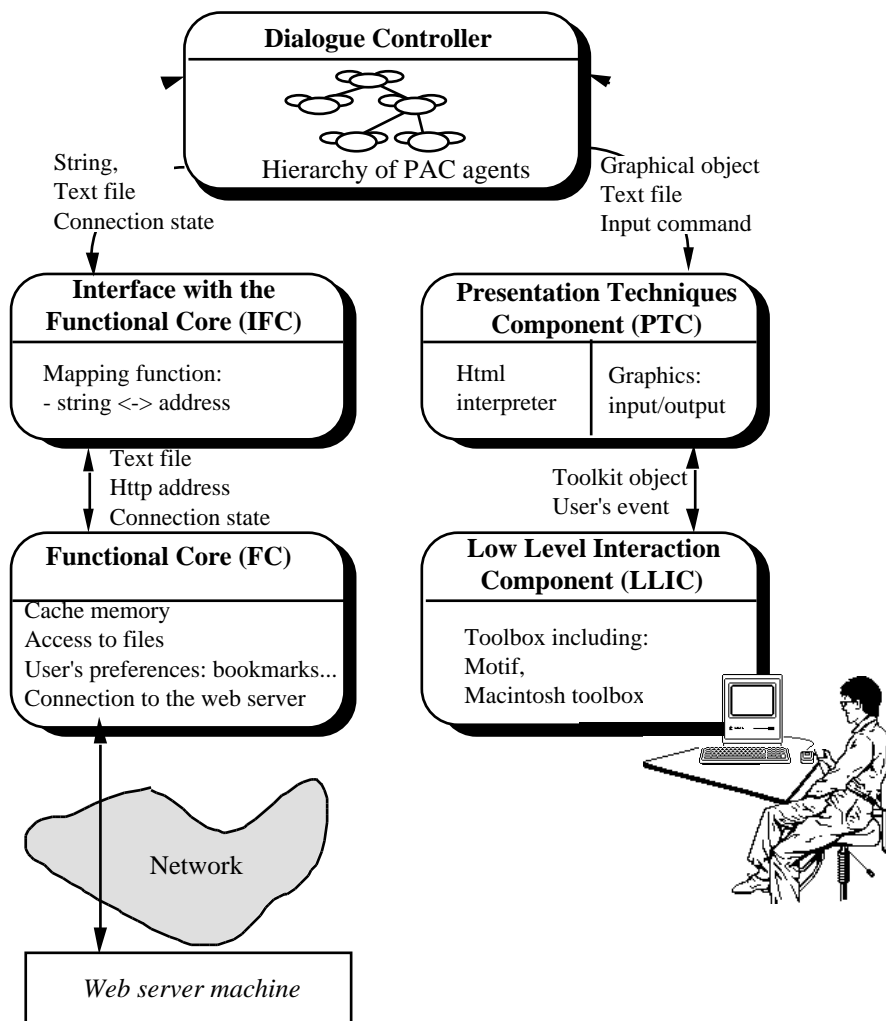 Dialogue Controller
Hierarchy of PAC agents
String,
Text file
Connection state
Graphical object
Text file
Input command
Interface with the
Functional Core (IFC)
Mapping function:
- string <-> address
Presentation Techniques
Component (PTC)
Html
interpreter
Graphics:
input/output
Text file
Http address
Connection state
Toolkit object
User's event
Functional Core (FC)
Cache memory
Access to files
User's preferences: bookmarks...
Connection to the web server
Low Level Interaction
Component (LLIC)
Toolbox including:
Motif,
Macintosh toolbox
Network
Web server machine